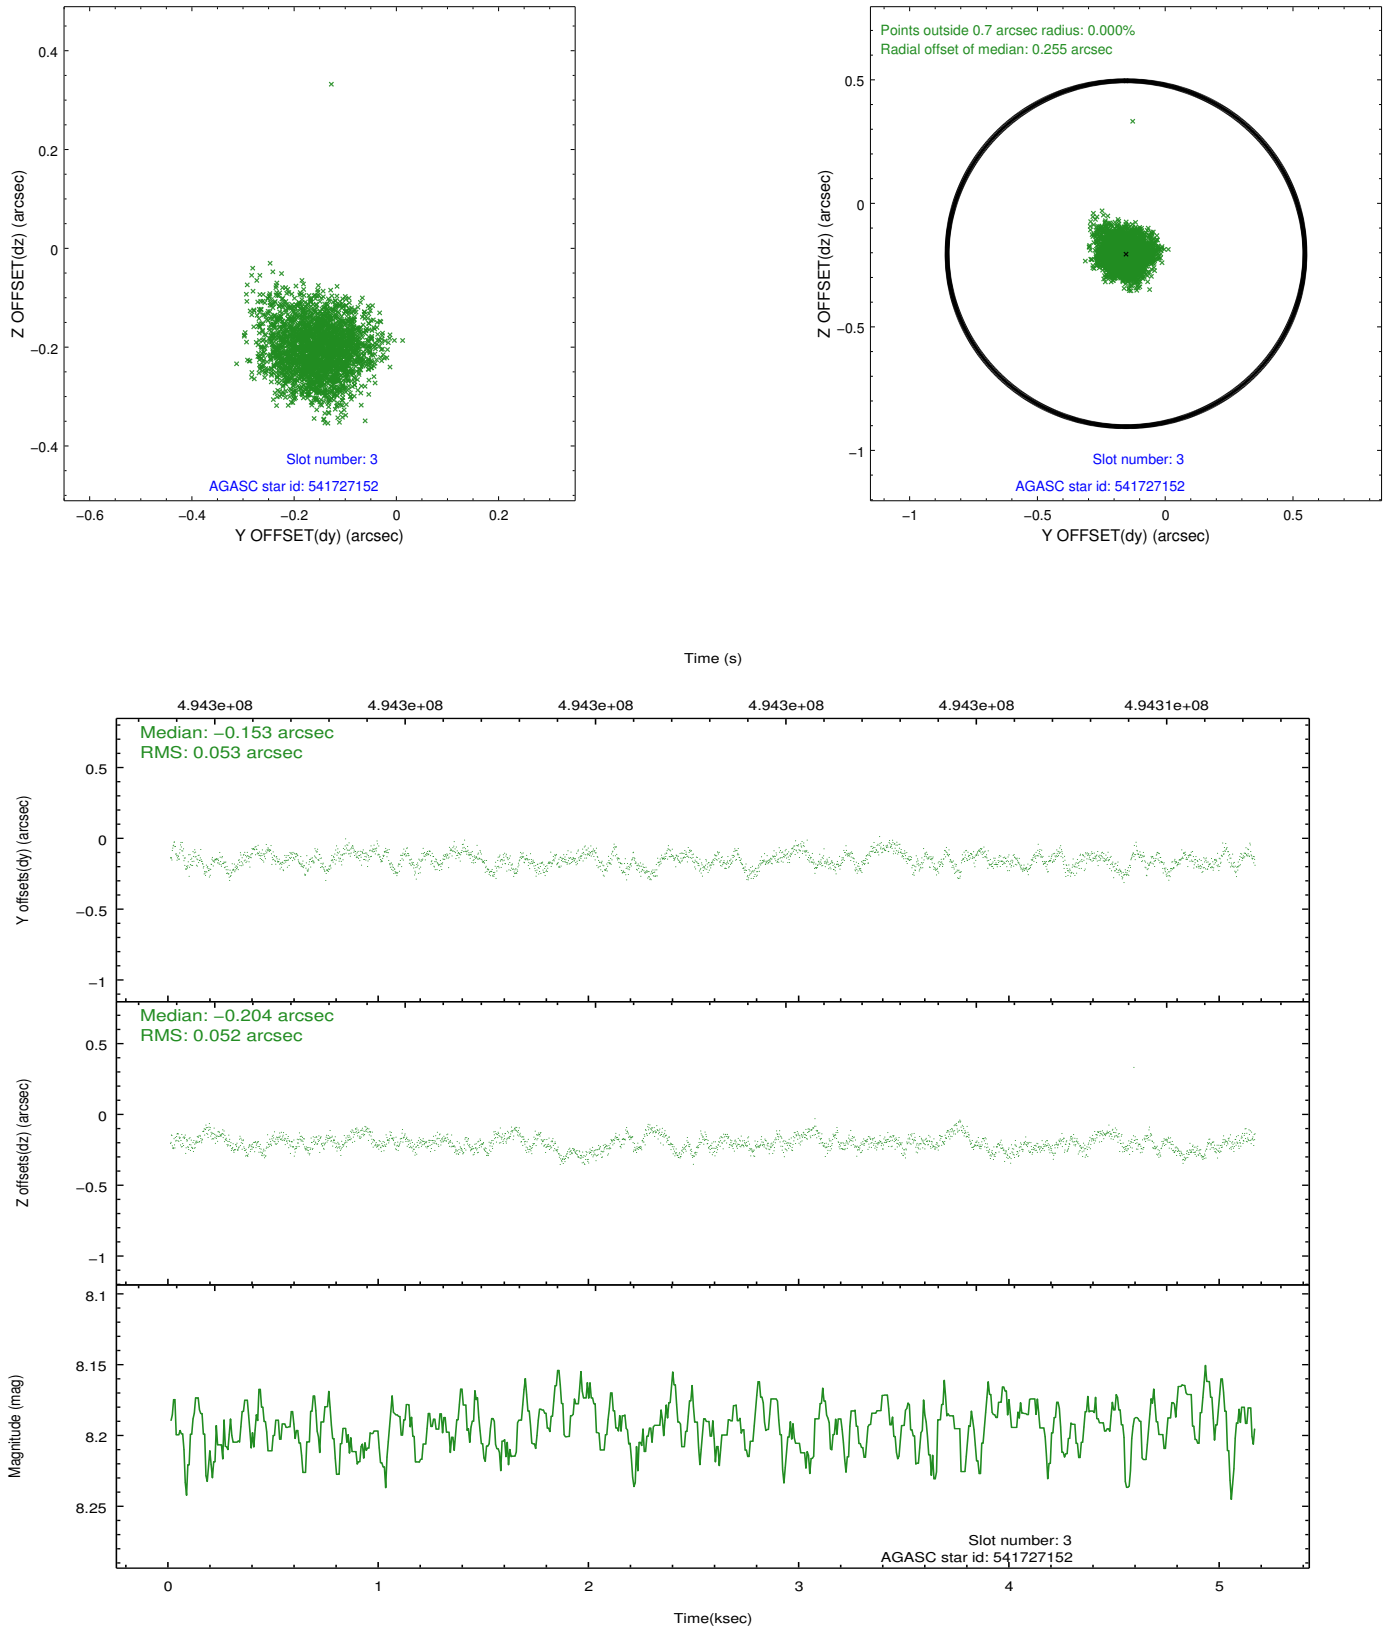 0.4
0.2
0
−0.2
−0.4
Z OFFSET(dz) (arcsec)
Slot number: 3
AGASC star id: 541727152
−0.6
−0.4
−0.2
0
0.2
Y OFFSET(dy) (arcsec)
Points outside 0.7 arcsec radius: 0.000%
Radial offset of median: 0.255 arcsec
0.5
0
−0.5
−1
Z OFFSET(dz) (arcsec)
Slot number: 3
AGASC star id: 541727152
−1
−0.5
0
0.5
Y OFFSET(dy) (arcsec)
Time (s)
4.943e+08
4.943e+08
4.943e+08
4.943e+08
4.943e+08
4.9431e+08
Median: −0.153 arcsec
RMS: 0.053 arcsec
0.5
0
−0.5
−1
Y offsets(dy) (arcsec)
Median: −0.204 arcsec
RMS: 0.052 arcsec
0.5
0
−0.5
−1
Z offsets(dz) (arcsec)
8.1
8.15
8.2
8.25
Magnitude (mag)
Slot number: 3
AGASC star id: 541727152
0
1
2
3
4
5
Time(ksec)